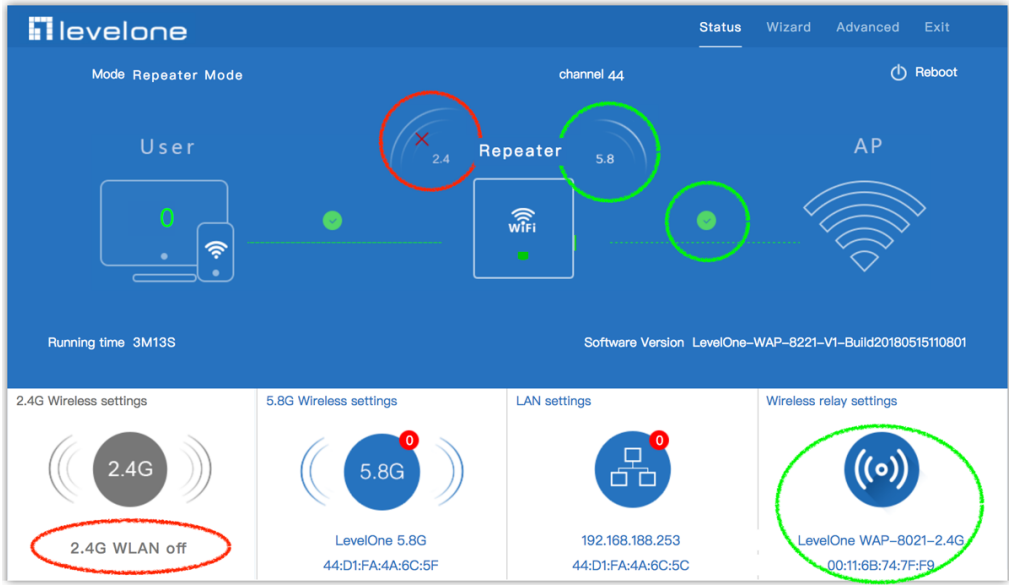 levelone
Status Wizard Advanced Exit
Mode Repeater Mode
channel 44
Reboot
User
2.4
Repeater
5.8
AP
0
WiFi
Running time 3M13S
Software Version LevelOne-WAP-8221-V1-Build20180515110801
2.4G Wireless settings
2.4G
2.4G WLAN off
5.8G Wireless settings
0
5.8G
LevelOne 5.8G
44:D1:FA:4A:6C:5F
LAN settings
0
192.168.188.253
44:D1:FA:4A:6C:5C
Wireless relay settings
LevelOne WAP-8021-2.4G
00:11:6B:74:7F:F9